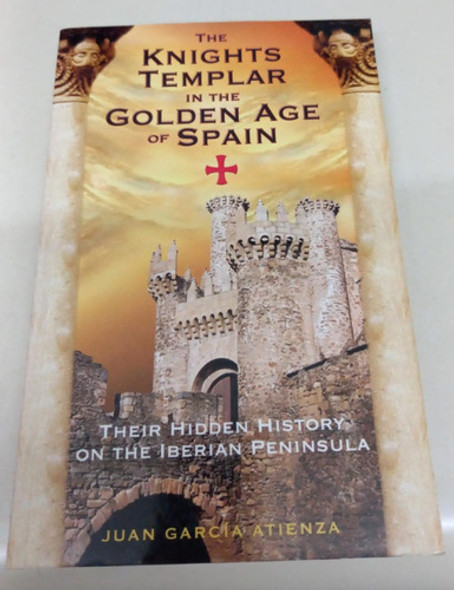 THE
KNIGHTS
TEMPLAR
IN THE
GOLDEN AGE
OF SPAIN
THEIR HIDDEN HISTORY
ON THE IBERIAN PENINSULA
JUAN GARCÍA ATIENZA